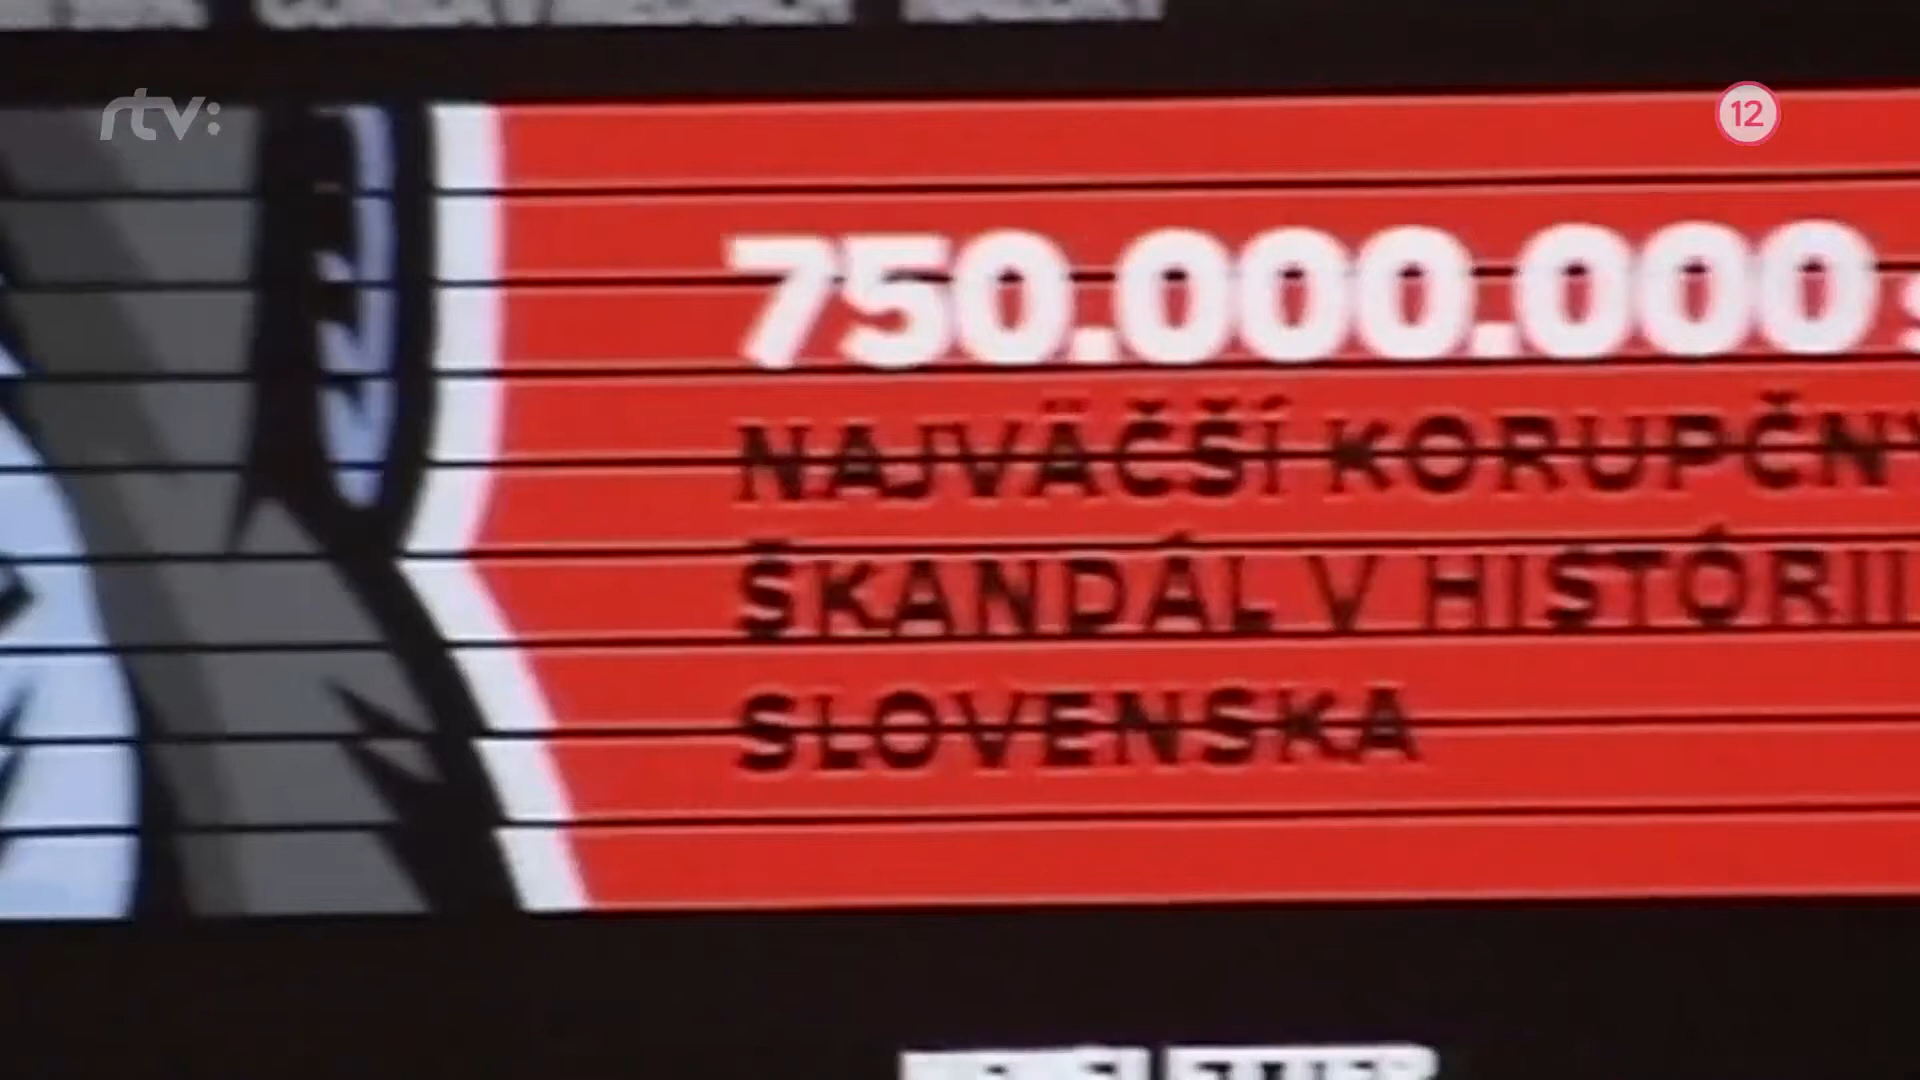 rtv:
12
750.000.000
NAJVÄČŠÍ KORUPČN
ŠKANDÁL V HISTÓRII
SLOVENSKA